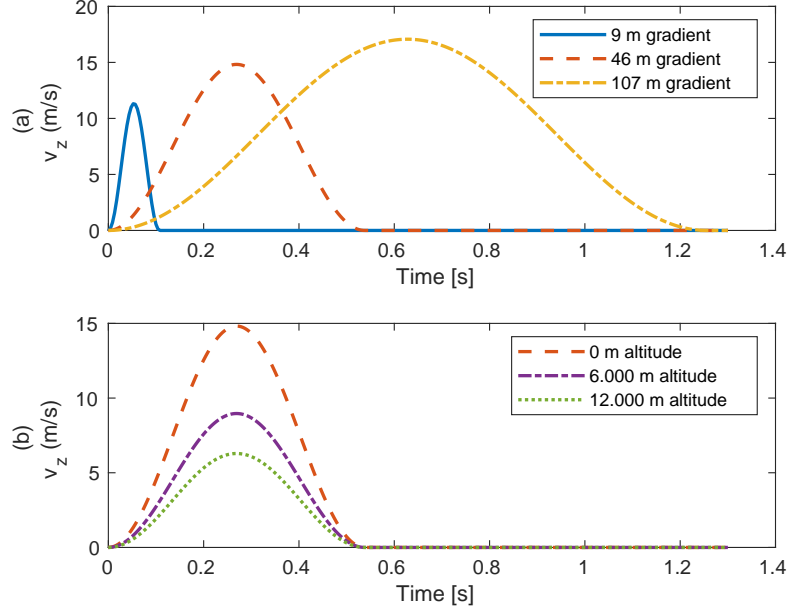 20
15
10
5
0
(a)
v_z (m/s)
9 m gradient
46 m gradient
107 m gradient
0
0.2
0.4
0.6
0.8
1
1.2
1.4
Time [s]
15
10
5
0
(b)
v_z (m/s)
0 m altitude
6.000 m altitude
12.000 m altitude
0
0.2
0.4
0.6
0.8
1
1.2
1.4
Time [s]